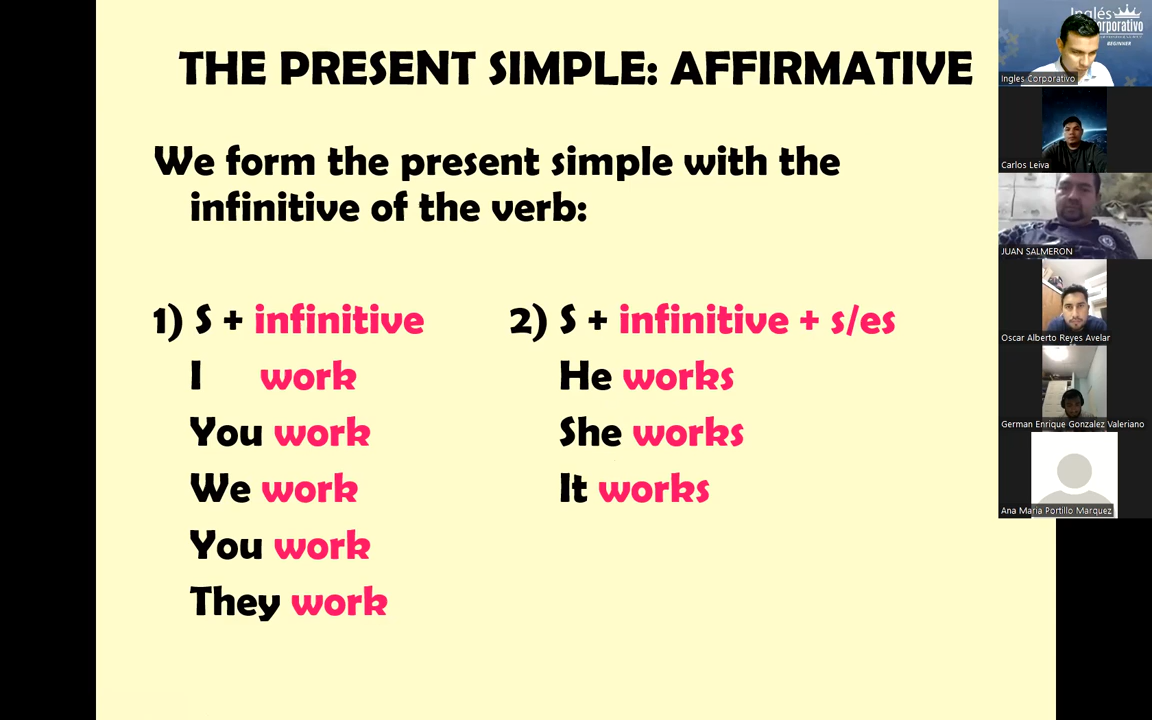 THE PRESENT SIMPLE: AFFIRMATIVE
We form the present simple with the
infinitive of the verb:
1) S + infinitive
I work
You work
We work
You work
They work
2) S + infinitive + s/es
He works
She works
It works
Inglés
BEGINNER
Ingles Corporativo
Carlos Leiva
JUAN SALMERON
Oscar Alberto Reyes Avelar
German Enrique Gonzalez Valeriano
Ana Maria Portillo Marquez